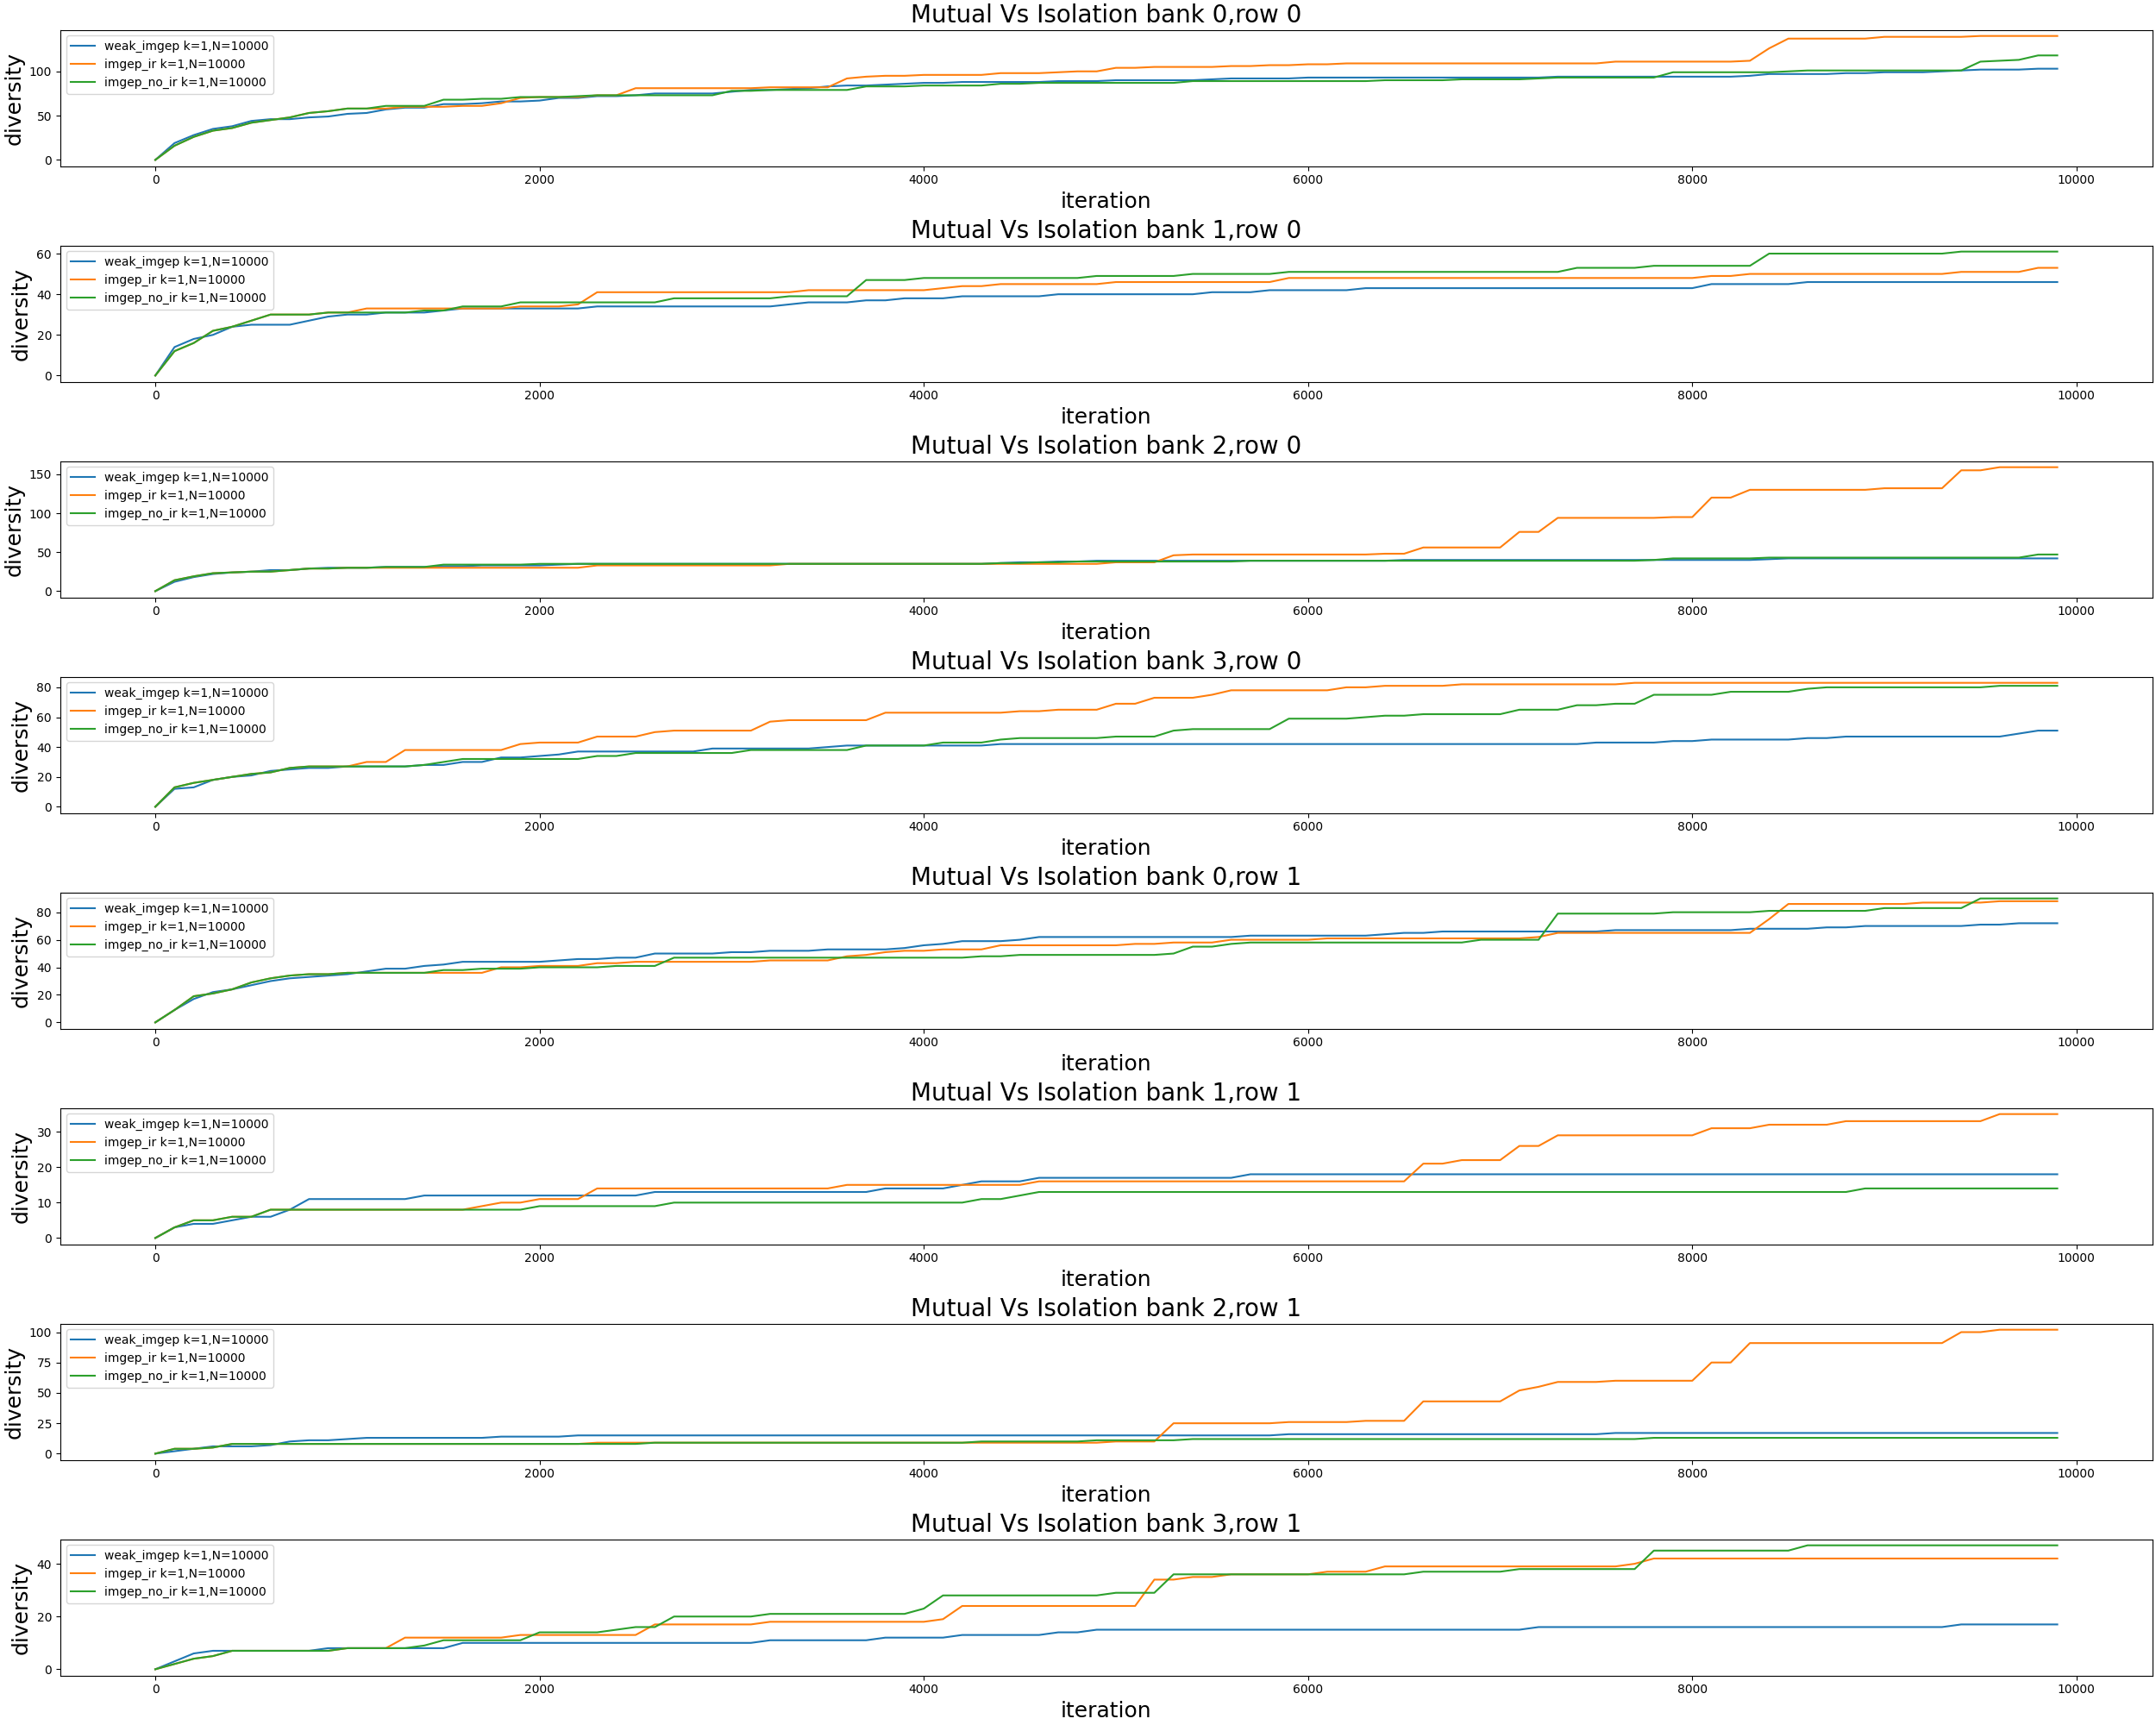 Mutual Vs Isolation bank 0,row 0
diversity
100
50
0
weak_imgep k=1,N=10000
imgep_ir k=1,N=10000
imgep_no_ir k=1,N=10000
0 2000 4000 6000 8000 10000
iteration
Mutual Vs Isolation bank 1,row 0
diversity
60
40
20
0
weak_imgep k=1,N=10000
imgep_ir k=1,N=10000
imgep_no_ir k=1,N=10000
0 2000 4000 6000 8000 10000
iteration
Mutual Vs Isolation bank 2,row 0
diversity
150
100
50
0
weak_imgep k=1,N=10000
imgep_ir k=1,N=10000
imgep_no_ir k=1,N=10000
0 2000 4000 6000 8000 10000
iteration
Mutual Vs Isolation bank 3,row 0
diversity
80
60
40
20
0
weak_imgep k=1,N=10000
imgep_ir k=1,N=10000
imgep_no_ir k=1,N=10000
0 2000 4000 6000 8000 10000
iteration
Mutual Vs Isolation bank 0,row 1
diversity
80
60
40
20
0
weak_imgep k=1,N=10000
imgep_ir k=1,N=10000
imgep_no_ir k=1,N=10000
0 2000 4000 6000 8000 10000
iteration
Mutual Vs Isolation bank 1,row 1
diversity
30
20
10
0
weak_imgep k=1,N=10000
imgep_ir k=1,N=10000
imgep_no_ir k=1,N=10000
0 2000 4000 6000 8000 10000
iteration
Mutual Vs Isolation bank 2,row 1
diversity
100
75
50
25
0
weak_imgep k=1,N=10000
imgep_ir k=1,N=10000
imgep_no_ir k=1,N=10000
0 2000 4000 6000 8000 10000
iteration
Mutual Vs Isolation bank 3,row 1
diversity
40
20
0
weak_imgep k=1,N=10000
imgep_ir k=1,N=10000
imgep_no_ir k=1,N=10000
0 2000 4000 6000 8000 10000
iteration